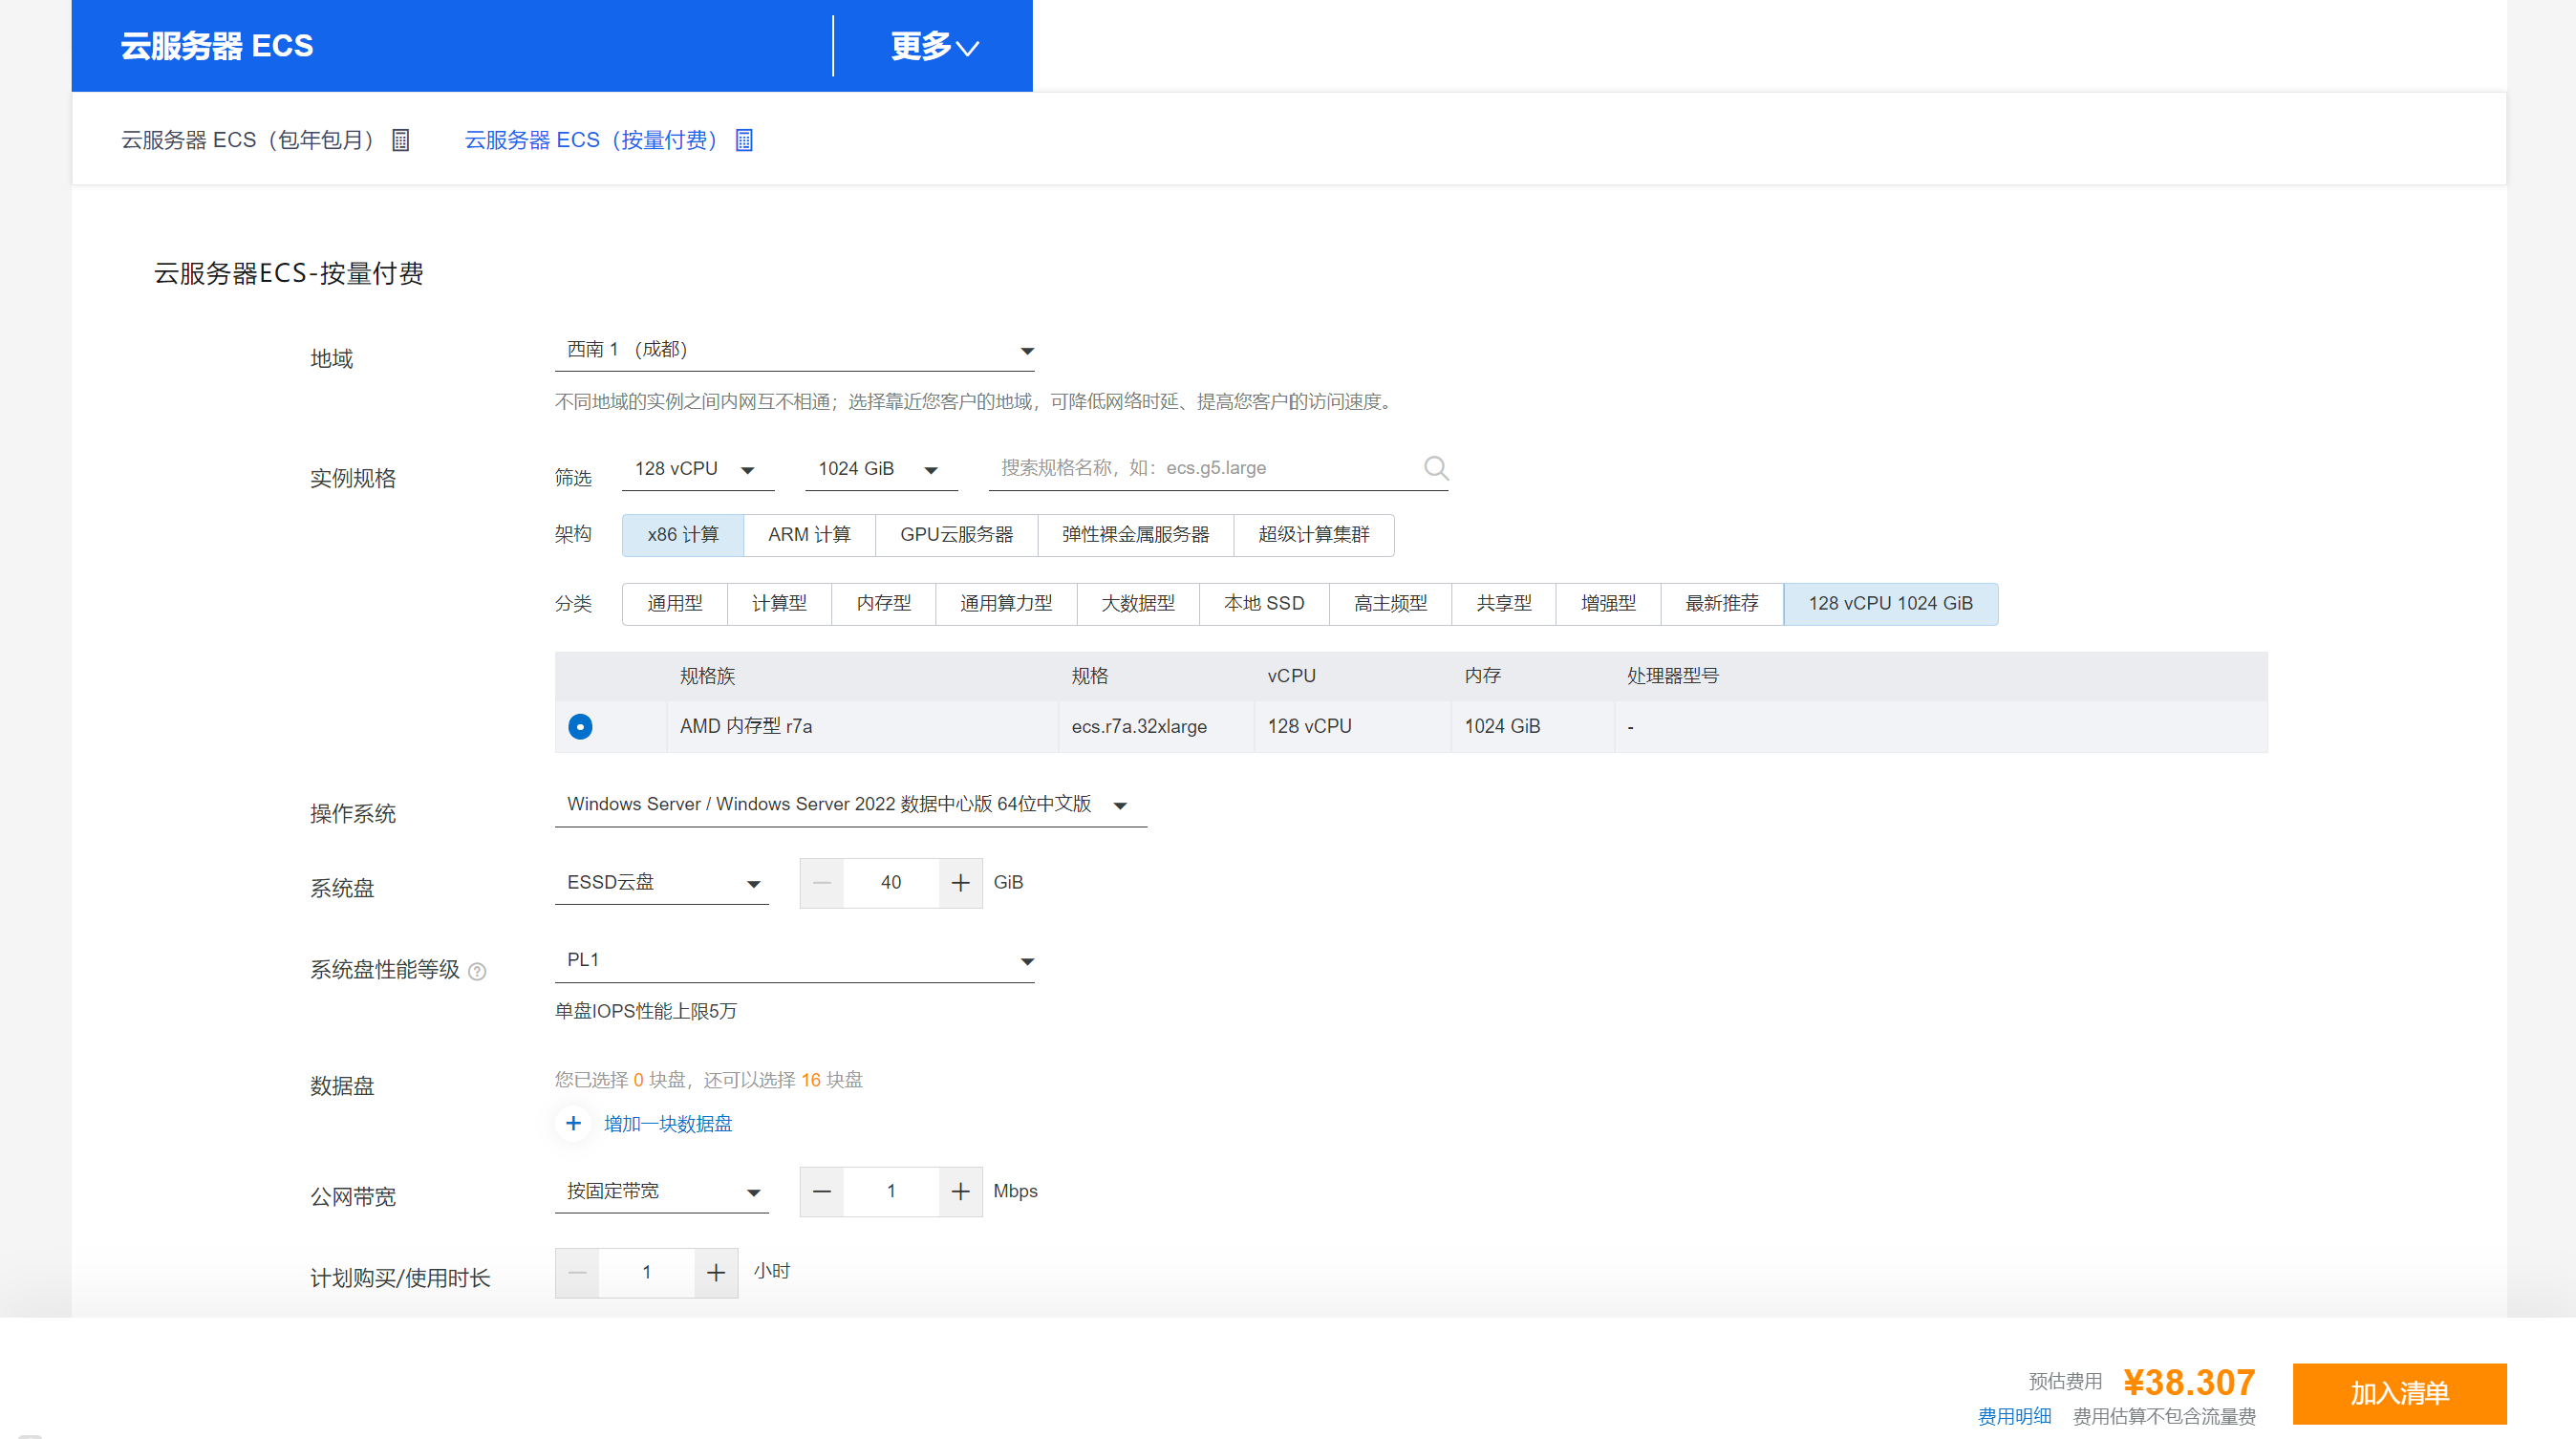 云服务器 ECS
更多
云服务器 ECS（包年包月）
云服务器 ECS（按量付费）
云服务器ECS-按量付费
地域
西南 1 （成都）
不同地域的实例之间内网互不相通；选择靠近您客户的地域，可降低网络时延、提高您客户的访问速度。
实例规格
筛选
128 vCPU
1024 GiB
搜索规格名称，如：ecs.g5.large
架构
x86 计算
ARM 计算
GPU云服务器
弹性裸金属服务器
超级计算集群
分类
通用型
计算型
内存型
通用算力型
大数据型
本地 SSD
高主频型
共享型
增强型
最新推荐
128 vCPU 1024 GiB
规格族
规格
vCPU
内存
处理器型号
AMD 内存型 r7a
ecs.r7a.32xlarge
128 vCPU
1024 GiB
-
操作系统
Windows Server / Windows Server 2022 数据中心版 64位中文版
系统盘
ESSD云盘
40
GiB
系统盘性能等级
PL1
单盘IOPS性能上限5万
数据盘
您已选择 0 块盘，还可以选择 16 块盘
增加一块数据盘
公网带宽
按固定带宽
1
Mbps
计划购买/使用时长
1
小时
预估费用 ¥38.307
费用明细 费用估算不包含流量费
加入清单